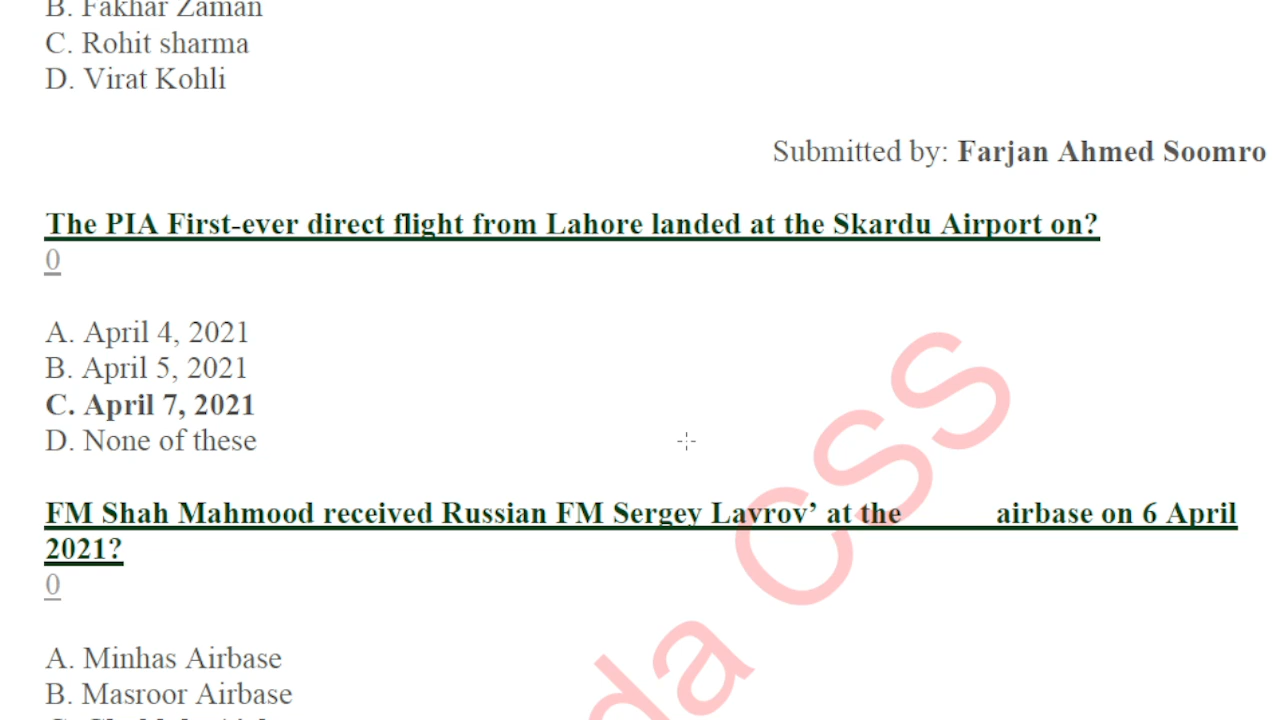 B. Fakhar Zaman
C. Rohit sharma
D. Virat Kohli
Submitted by: Farjan Ahmed Soomro
The PIA First-ever direct flight from Lahore landed at the Skardu Airport on?
0
A. April 4, 2021
B. April 5, 2021
C. April 7, 2021
D. None of these
FM Shah Mahmood received Russian FM Sergey Lavrov’ at the ______ airbase on 6 April
2021?
0
A. Minhas Airbase
B. Masroor Airbase
CSS